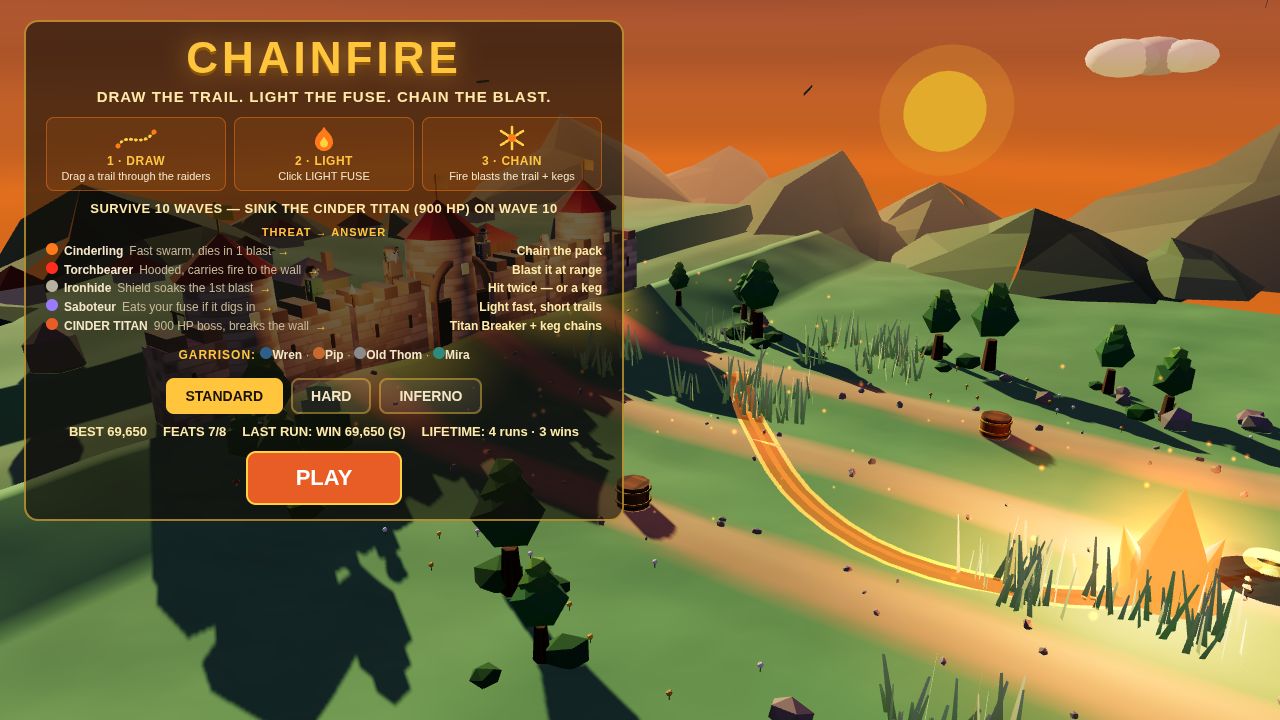 CHAINFIRE
DRAW THE TRAIL. LIGHT THE FUSE. CHAIN THE BLAST.
1 · DRAW
Drag a trail through the raiders
2 · LIGHT
Click LIGHT FUSE
3 · CHAIN
Fire blasts the trail + kegs
SURVIVE 10 WAVES — SINK THE CINDER TITAN (900 HP) ON WAVE 10
THREAT → ANSWER
Cinderling Fast swarm, dies in 1 blast → Chain the pack
Torchbearer Hooded, carries fire to the wall → Blast it at range
Ironhide Shield soaks the 1st blast → Hit twice — or a keg
Saboteur Eats your fuse if it digs in → Light fast, short trails
CINDER TITAN 900 HP boss, breaks the wall → Titan Breaker + keg chains
GARRISON: Wren · Pip · Old Thom · Mira
STANDARD HARD INFERNO
BEST 69,650 FEATS 7/8 LAST RUN: WIN 69,650 (S) LIFETIME: 4 runs · 3 wins
PLAY